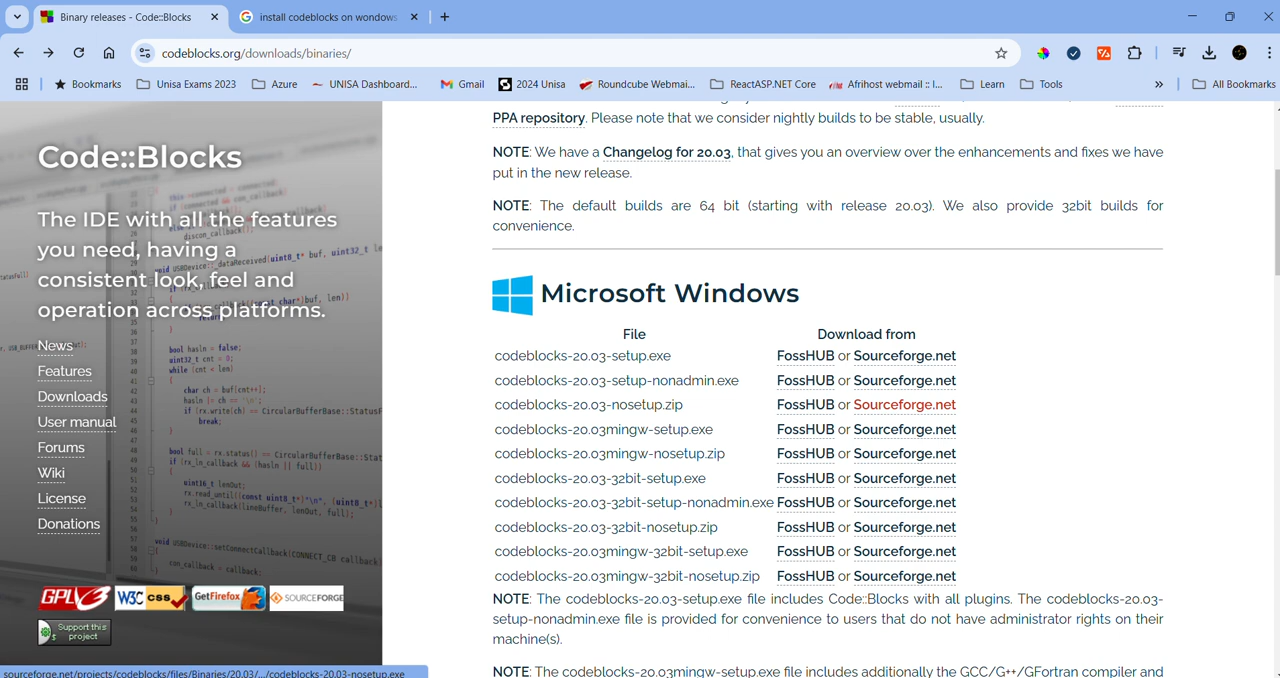 Binary releases - Code::Blocks
install codeblocks on wondows
codeblocks.org/downloads/binaries/
Bookmarks
Unisa Exams 2023
Azure
UNISA Dashboard...
Gmail
2024 Unisa
Roundcube Webmai...
ReactASP.NET Core
Afrihost webmail :: l...
Learn
Tools
»
All Bookmarks
Code::Blocks
The IDE with all the features
you need, having a
consistent look, feel and
operation across platforms.
News
Features
Downloads
User manual
Forums
Wiki
License
Donations
GPLv3
W3C css
GetFirefox
SOURCEFORGE
Support this
project
PPA repository. Please note that we consider nightly builds to be stable, usually.
NOTE: We have a Changelog for 20.03, that gives you an overview over the enhancements and fixes we have
put in the new release.
NOTE: The default builds are 64 bit (starting with release 20.03). We also provide 32bit builds for
convenience.
Microsoft Windows
File Download from
codeblocks-20.03-setup.exe FossHUB or Sourceforge.net
codeblocks-20.03-setup-nonadmin.exe FossHUB or Sourceforge.net
codeblocks-20.03-nosetup.zip FossHUB or Sourceforge.net
codeblocks-20.03mingw-setup.exe FossHUB or Sourceforge.net
codeblocks-20.03mingw-nosetup.zip FossHUB or Sourceforge.net
codeblocks-20.03-32bit-setup.exe FossHUB or Sourceforge.net
codeblocks-20.03-32bit-setup-nonadmin.exe FossHUB or Sourceforge.net
codeblocks-20.03-32bit-nosetup.zip FossHUB or Sourceforge.net
codeblocks-20.03mingw-32bit-setup.exe FossHUB or Sourceforge.net
codeblocks-20.03mingw-32bit-nosetup.zip FossHUB or Sourceforge.net
NOTE: The codeblocks-20.03-setup.exe file includes Code::Blocks with all plugins. The codeblocks-20.03-
setup-nonadmin.exe file is provided for convenience to users that do not have administrator rights on their
machine(s).
NOTE: The codeblocks-20.03mingw-setup.exe file includes additionally the GCC/G++/GFortran compiler and
sourceforge.net/projects/codeblocks/files/Binaries/20.03/.../codeblocks-20.03-nosetup.exe